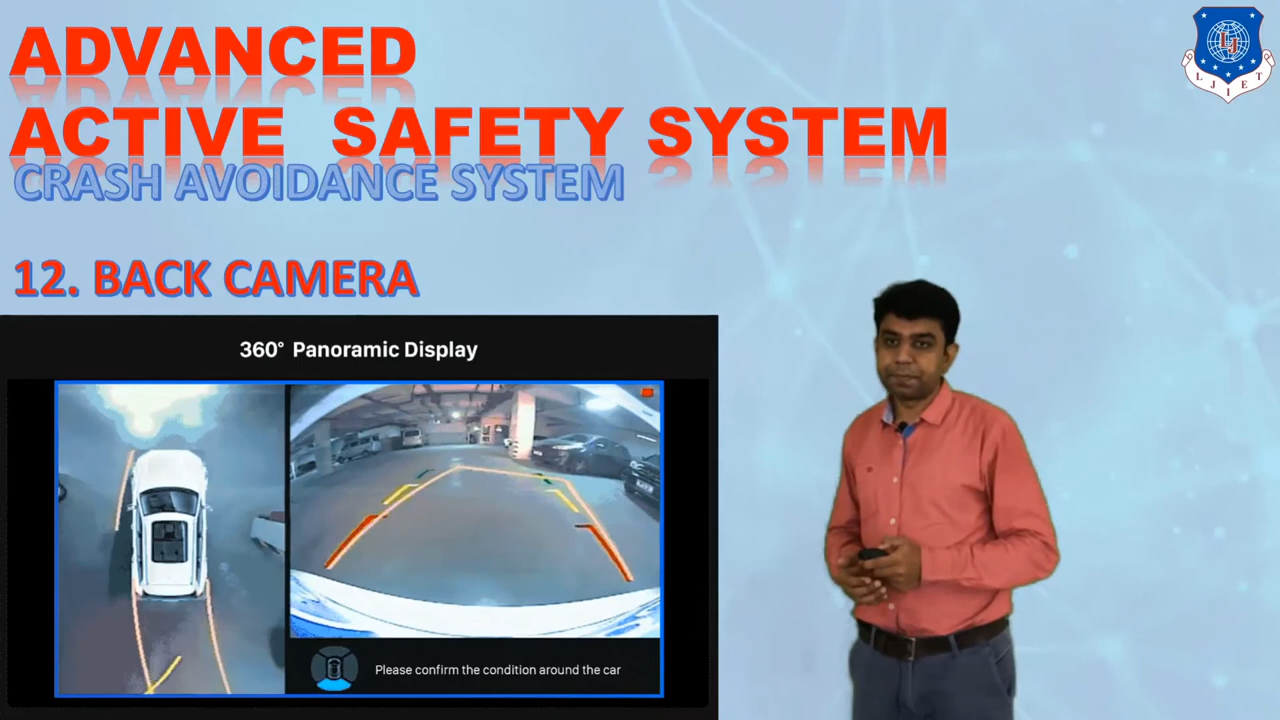 ADVANCED
ACTIVE SAFETY SYSTEM
CRASH AVOIDANCE SYSTEM
12. BACK CAMERA
360° Panoramic Display
Please confirm the condition around the car
LJIET